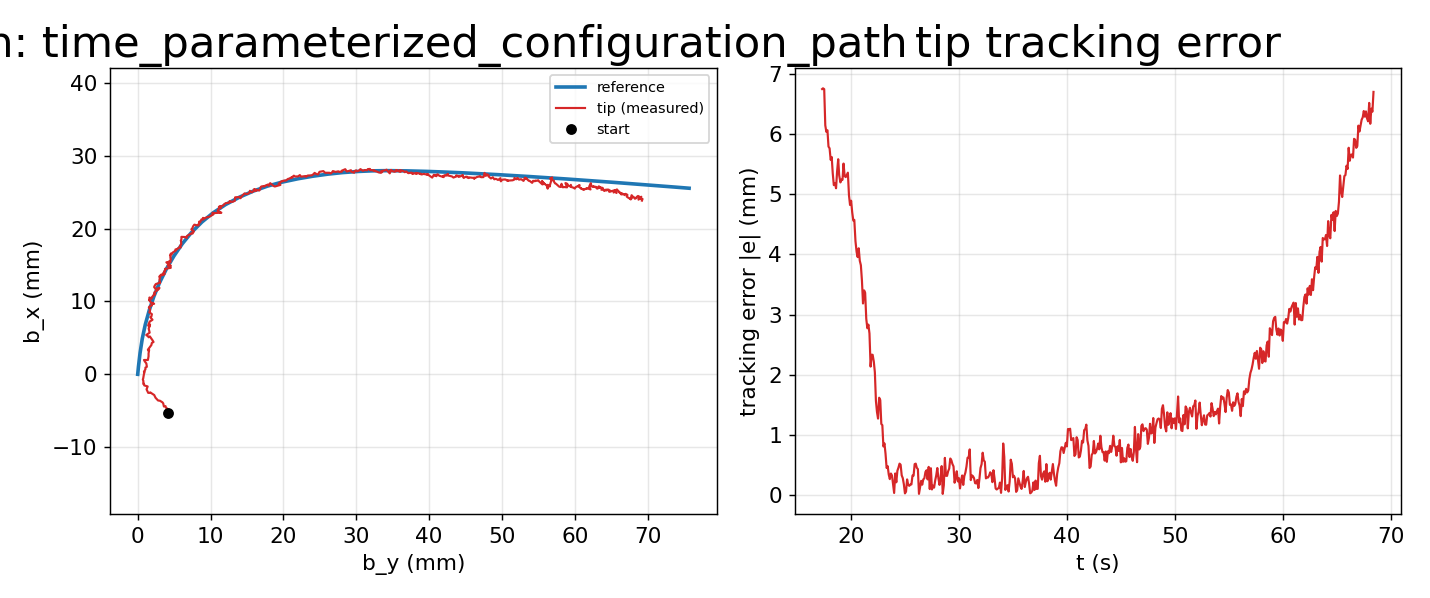 n: time_parameterized_configuration_path
tip tracking error
40
30
20
10
0
−10
b_x (mm)
0 10 20 30 40 50 60 70
b_y (mm)
reference
tip (measured)
start
7
6
5
4
3
2
1
0
tracking error |e| (mm)
20 30 40 50 60 70
t (s)